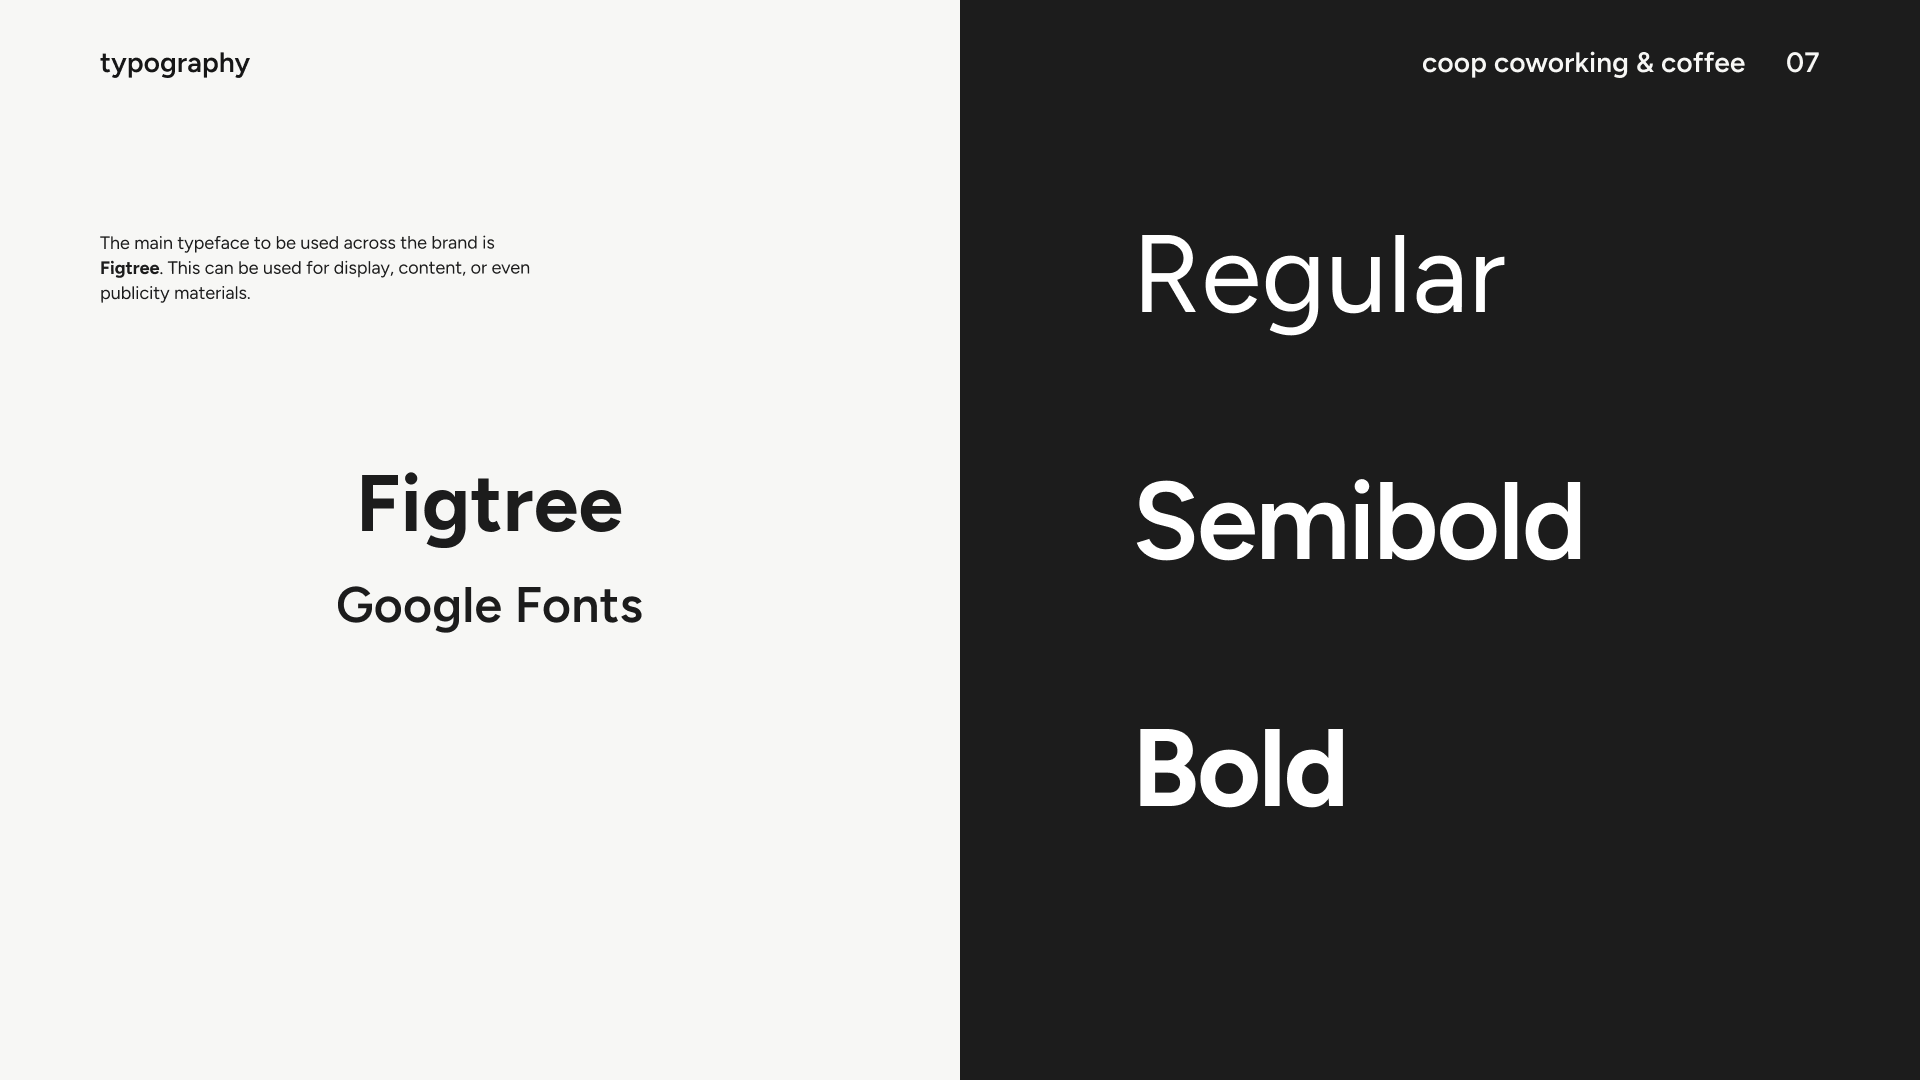 typography
coop coworking & coffee 07
The main typeface to be used across the brand is
Figtree. This can be used for display, content, or even
publicity materials.
Figtree
Google Fonts
Regular
Semibold
Bold